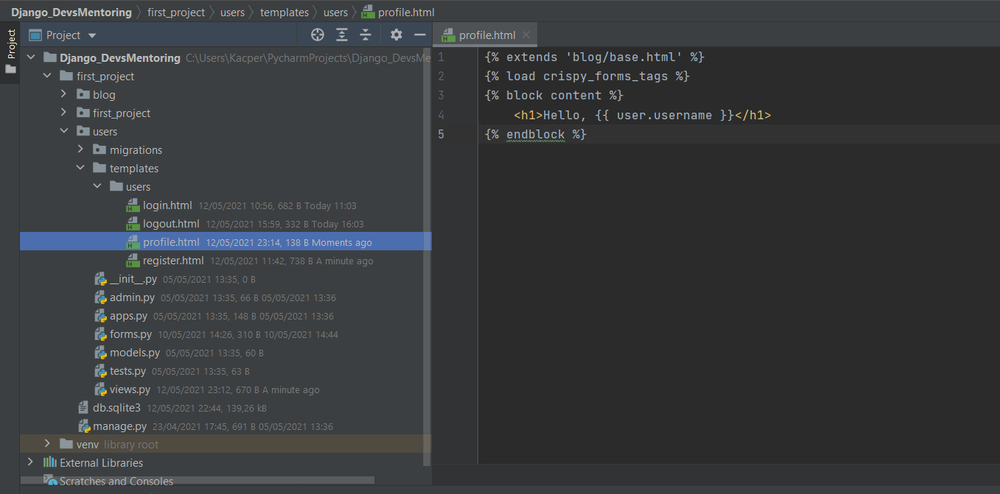 Django_DevsMentoring first_project users templates users profile.html
Project
Project
profile.html
Django_DevsMentoring C:\Users\Kacper\PycharmProjects\Django_DevsMe
first_project
blog
first_project
users
migrations
templates
users
login.html 12/05/2021 10:56, 682 B Today 11:03
logout.html 12/05/2021 15:59, 332 B Today 16:03
profile.html 12/05/2021 23:14, 138 B Moments ago
register.html 12/05/2021 11:42, 738 B A minute ago
__init__.py 05/05/2021 13:35, 0 B
admin.py 05/05/2021 13:35, 66 B 05/05/2021 13:36
apps.py 05/05/2021 13:35, 148 B 05/05/2021 13:36
forms.py 10/05/2021 14:26, 310 B 10/05/2021 14:44
models.py 05/05/2021 13:35, 60 B
tests.py 05/05/2021 13:35, 63 B
views.py 12/05/2021 23:12, 670 B A minute ago
db.sqlite3 12/05/2021 22:44, 139,26 kB
manage.py 23/04/2021 17:45, 691 B 05/05/2021 13:36
venv library root
External Libraries
Scratches and Consoles
1 {% extends 'blog/base.html' %}
2 {% load crispy_forms_tags %}
3 {% block content %}
4     <h1>Hello, {{ user.username }}</h1>
5 {% endblock %}